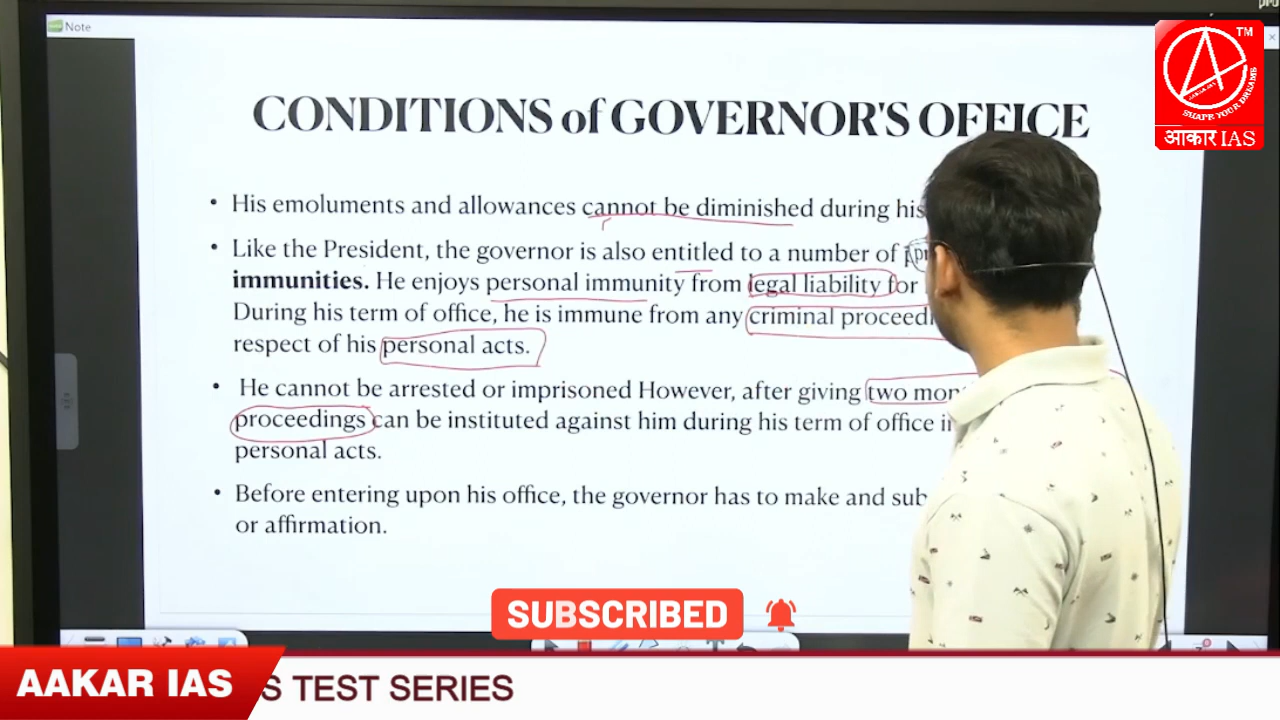 Note
TM
SHAPE YOUR DREAMS
आकार IAS
CONDITIONS of GOVERNOR'S OFFICE
• His emoluments and allowances cannot be diminished during his
• Like the President, the governor is also entitled to a number of
immunities. He enjoys personal immunity from legal liability for
During his term of office, he is immune from any criminal proceedi
respect of his personal acts.
• He cannot be arrested or imprisoned However, after giving two mon
proceedings can be instituted against him during his term of office i
personal acts.
• Before entering upon his office, the governor has to make and sub
or affirmation.
SUBSCRIBED
AAKAR IAS
S TEST SERIES